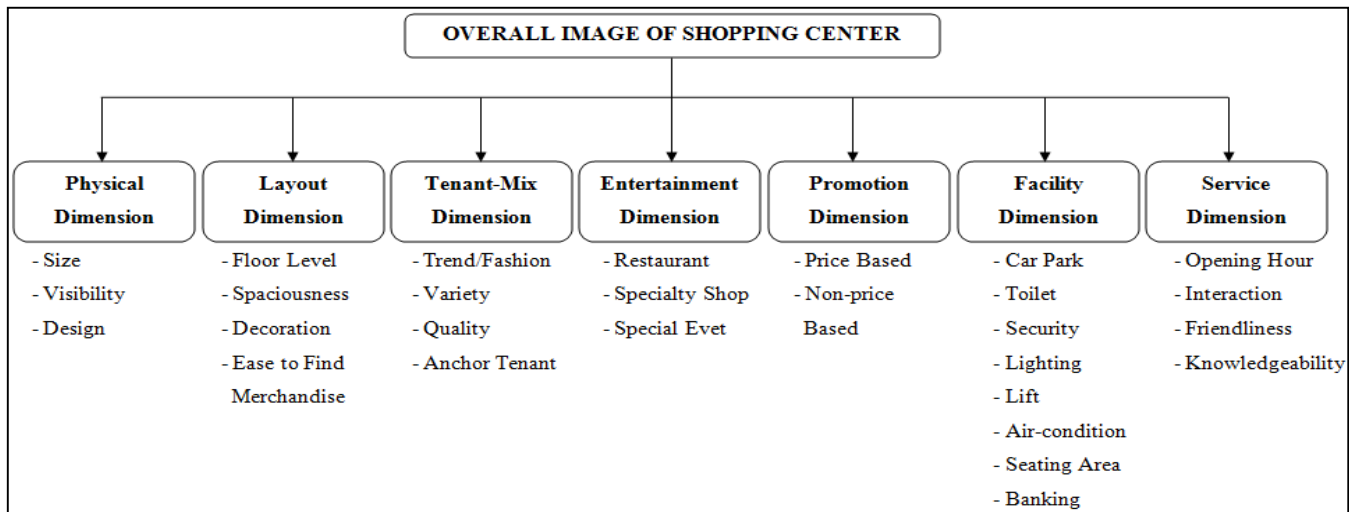 OVERALL IMAGE OF SHOPPING CENTER
Physical
Dimension
- Size
- Visibility
- Design
Layout
Dimension
- Floor Level
- Spaciousness
- Decoration
- Ease to Find
Merchandise
Tenant-Mix
Dimension
- Trend/Fashion
- Variety
- Quality
- Anchor Tenant
Entertainment
Dimension
- Restaurant
- Specialty Shop
- Special Evet
Promotion
Dimension
- Price Based
- Non-price
Based
Facility
Dimension
- Car Park
- Toilet
- Security
- Lighting
- Lift
- Air-condition
- Seating Area
- Banking
Service
Dimension
- Opening Hour
- Interaction
- Friendliness
- Knowledgeability